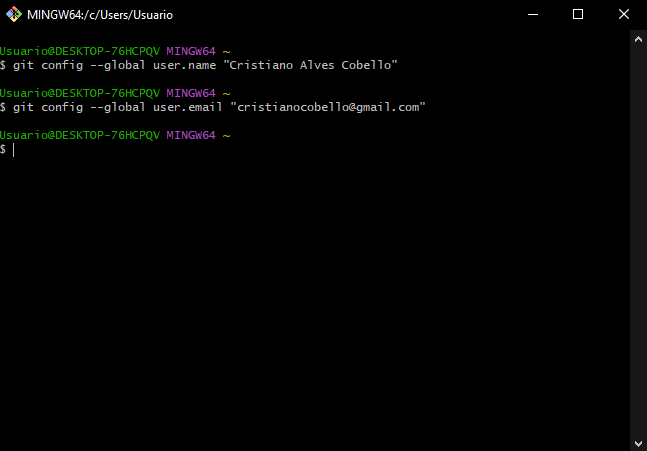 MINGW64:/c/Users/Usuario
Usuario@DESKTOP-76HCPQV MINGW64 ~
$ git config --global user.name "Cristiano Alves Cobello"
Usuario@DESKTOP-76HCPQV MINGW64 ~
$ git config --global user.email "cristianocobello@gmail.com"
Usuario@DESKTOP-76HCPQV MINGW64 ~
$